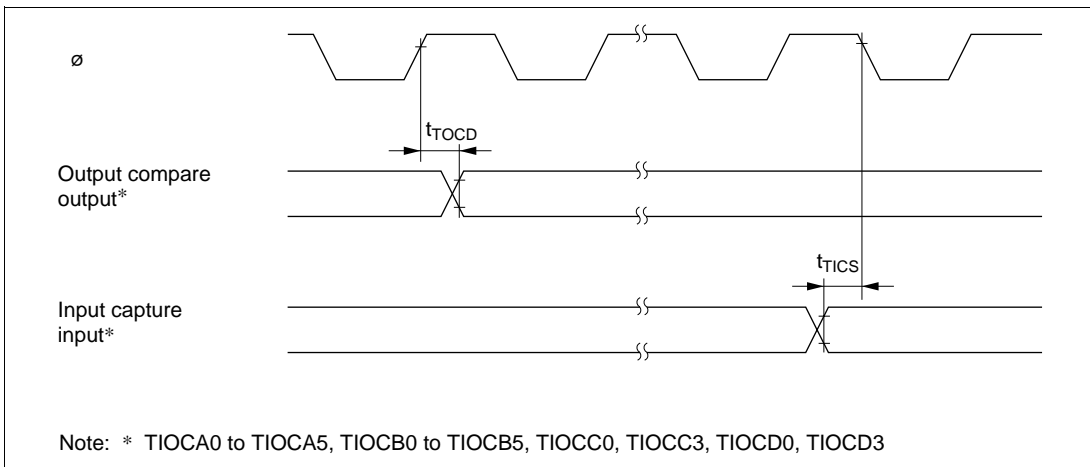 ø
tTOCD
Output compare
output*
tTICS
Input capture
input*
Note: * TIOCA0 to TIOCA5, TIOCB0 to TIOCB5, TIOCC0, TIOCC3, TIOCD0, TIOCD3